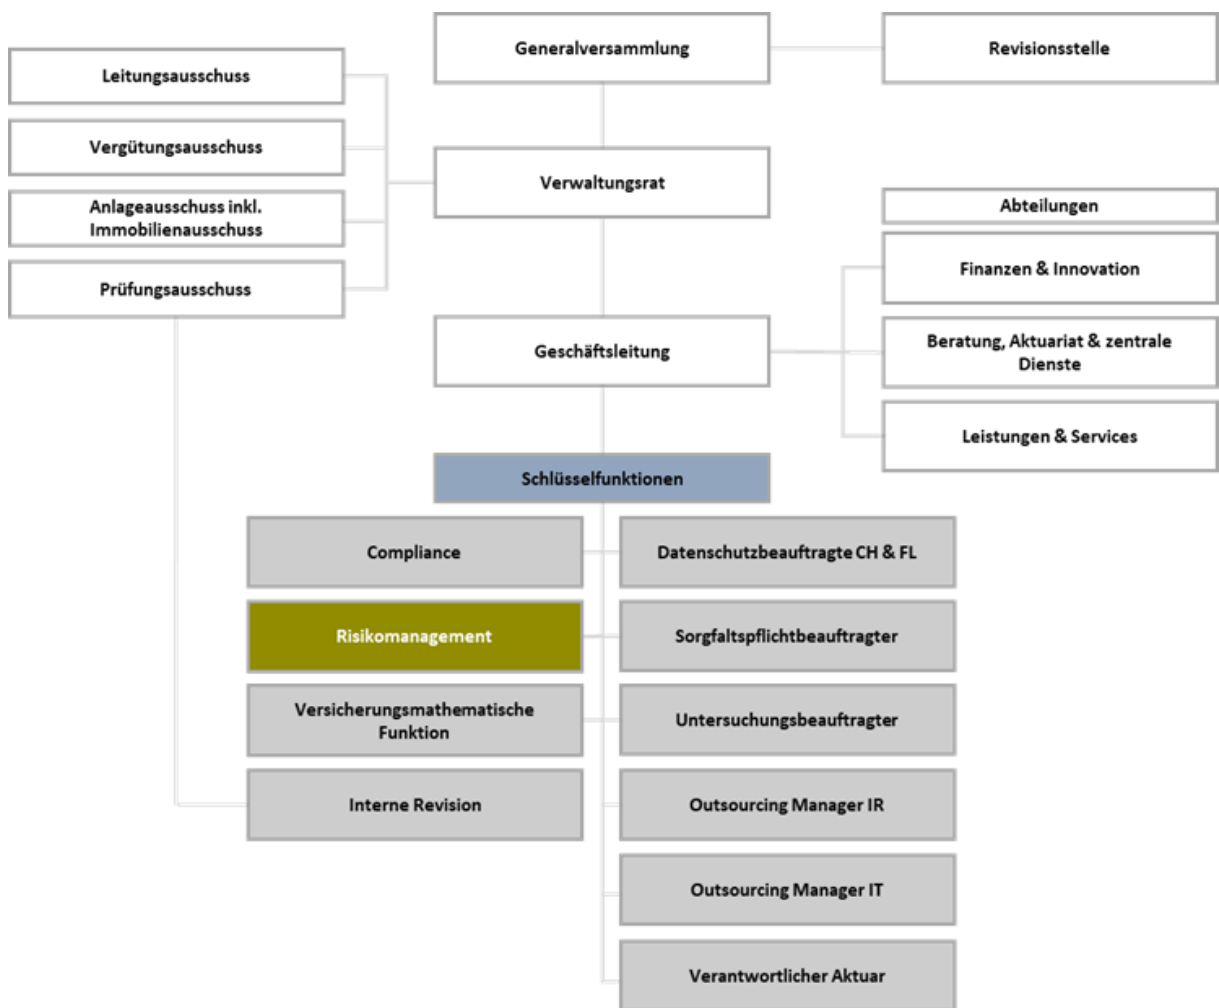 Generalversammlung
Revisionsstelle
Leitungsausschuss
Vergütungsausschuss
Anlageausschuss inkl.
Immobilienausschuss
Prüfungsausschuss
Verwaltungsrat
Abteilungen
Finanzen & Innovation
Beratung, Aktuariat & zentrale
Dienste
Leistungen & Services
Geschäftsleitung
Schlüsselfunktionen
Compliance
Datenschutzbeauftragte CH & FL
Risikomanagement
Sorgfaltspflichtbeauftragter
Versicherungsmathematische
Funktion
Untersuchungsbeauftragter
Interne Revision
Outsourcing Manager IR
Outsourcing Manager IT
Verantwortlicher Aktuar